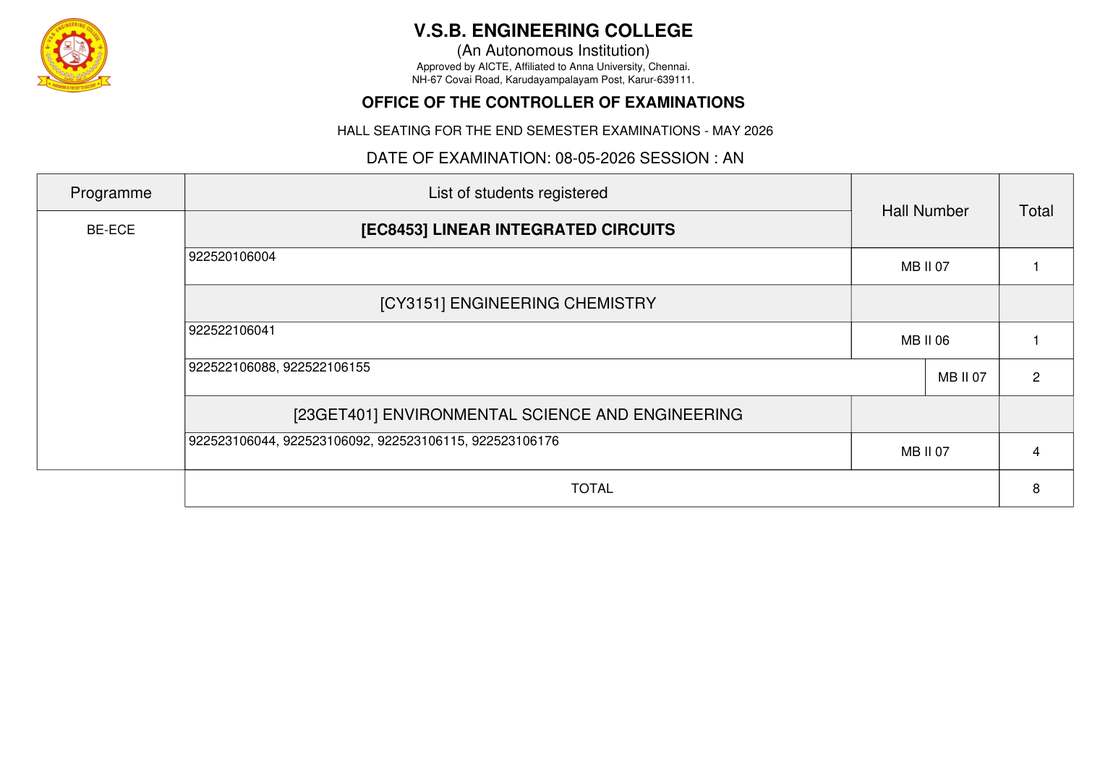 V.S.B. ENGINEERING COLLEGE
(An Autonomous Institution)
Approved by AICTE, Affiliated to Anna University, Chennai.
NH-67 Covai Road, Karudayampalayam Post, Karur-639111.
OFFICE OF THE CONTROLLER OF EXAMINATIONS
HALL SEATING FOR THE END SEMESTER EXAMINATIONS - MAY 2026
DATE OF EXAMINATION: 08-05-2026 SESSION : AN
Programme List of students registered Hall Number Total
BE-ECE [EC8453] LINEAR INTEGRATED CIRCUITS
922520106004 MB II 07 1
[CY3151] ENGINEERING CHEMISTRY
922522106041 MB II 06 1
922522106088, 922522106155 MB II 07 2
[23GET401] ENVIRONMENTAL SCIENCE AND ENGINEERING
922523106044, 922523106092, 922523106115, 922523106176 MB II 07 4
TOTAL 8